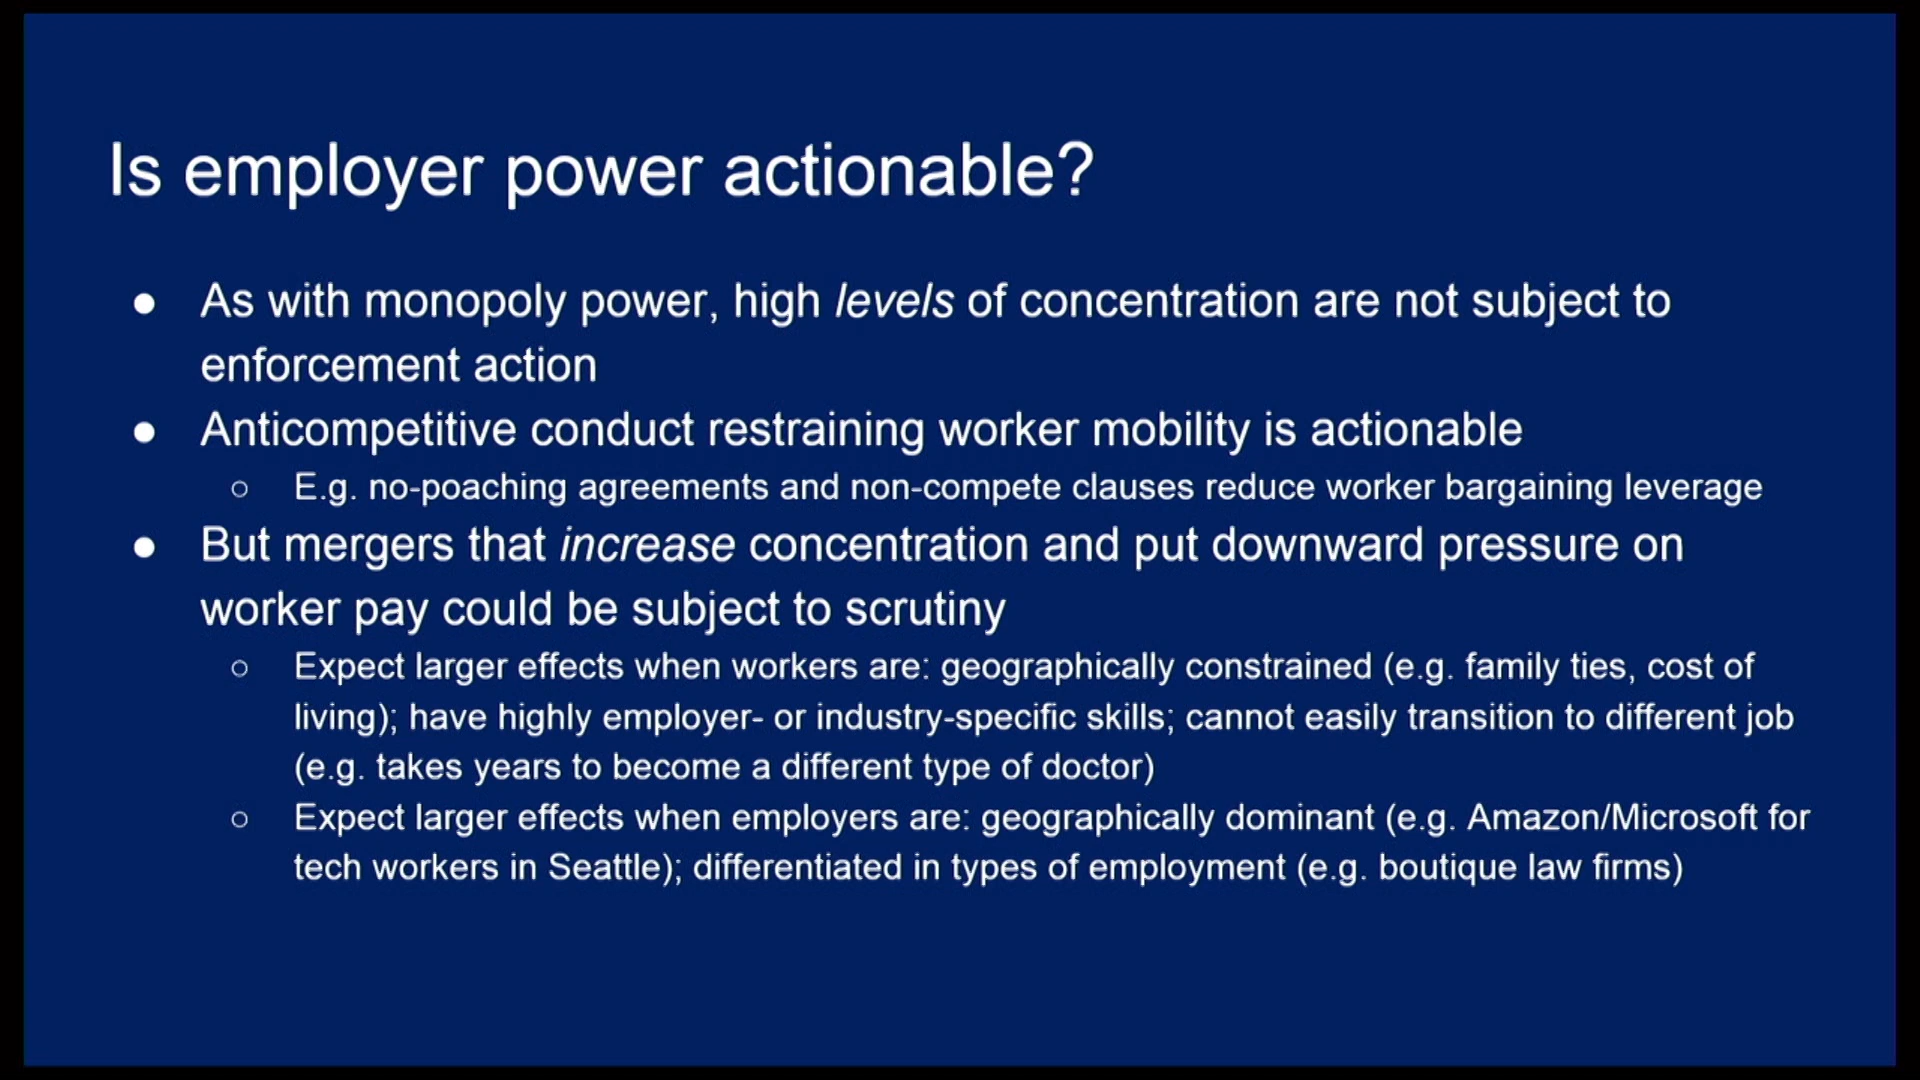 Is employer power actionable?
● As with monopoly power, high levels of concentration are not subject to
enforcement action
● Anticompetitive conduct restraining worker mobility is actionable
○ E.g. no-poaching agreements and non-compete clauses reduce worker bargaining leverage
● But mergers that increase concentration and put downward pressure on
worker pay could be subject to scrutiny
○ Expect larger effects when workers are: geographically constrained (e.g. family ties, cost of
living); have highly employer- or industry-specific skills; cannot easily transition to different job
(e.g. takes years to become a different type of doctor)
○ Expect larger effects when employers are: geographically dominant (e.g. Amazon/Microsoft for
tech workers in Seattle); differentiated in types of employment (e.g. boutique law firms)